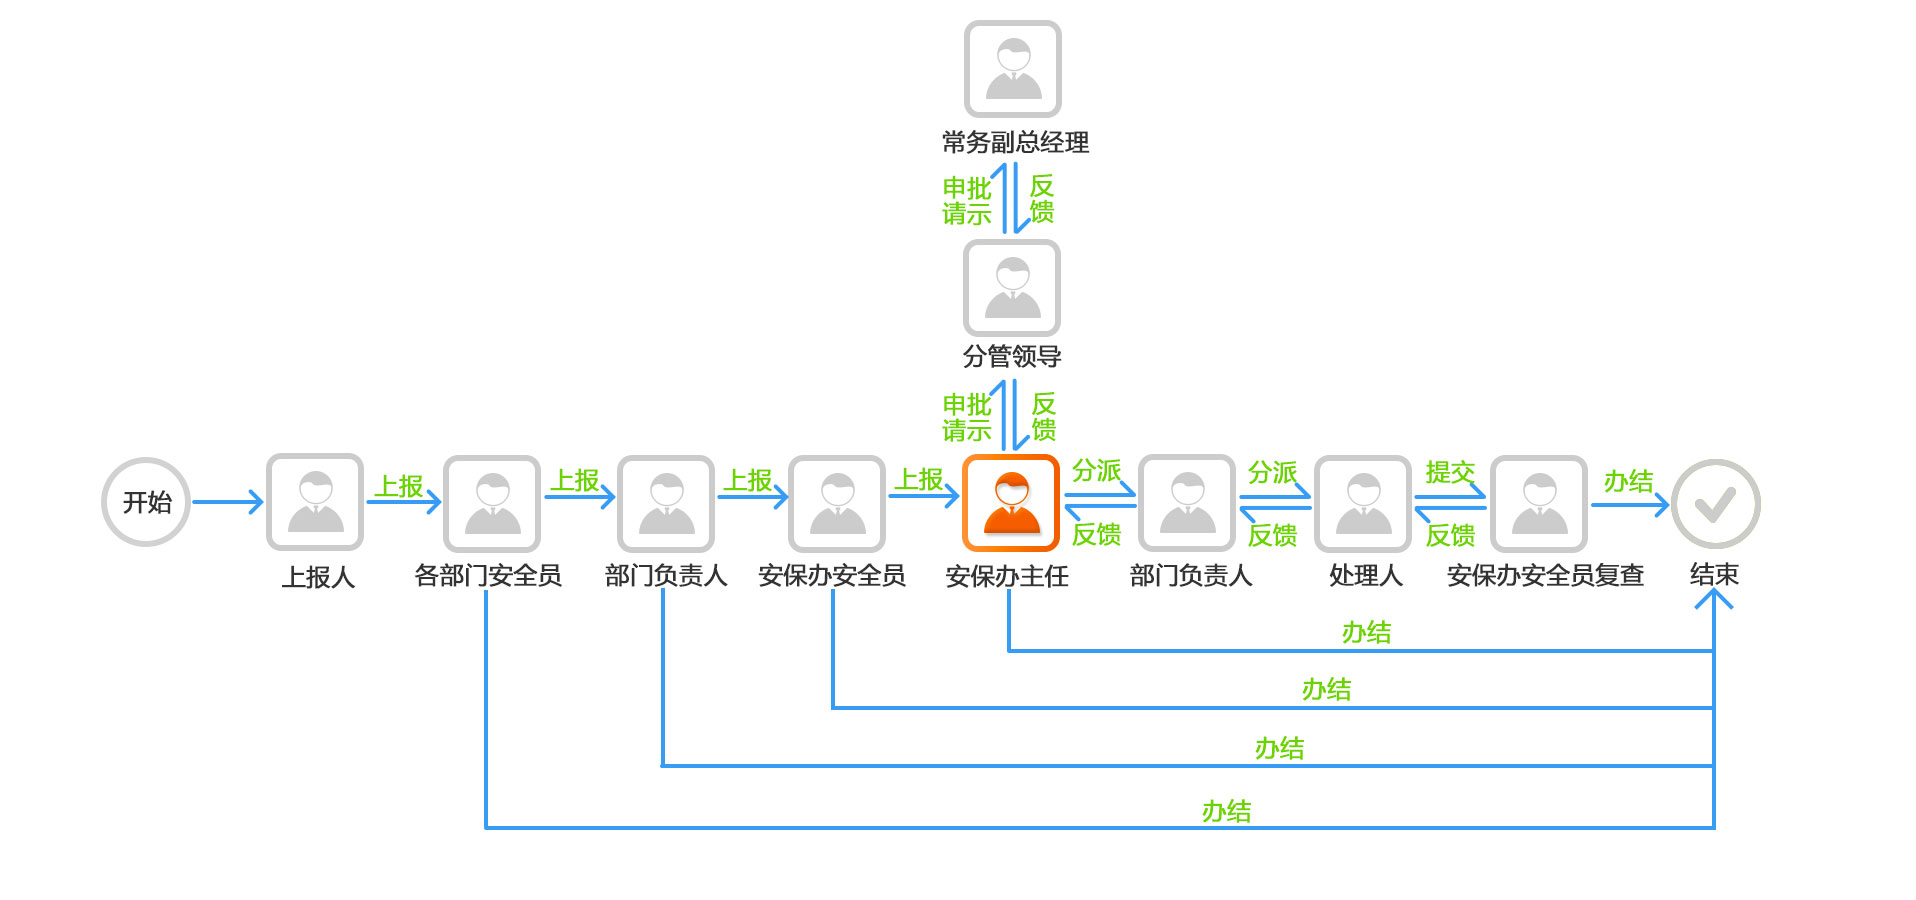 常务副总经理
申批
请示
反
馈
分管领导
申批
请示
反
馈
开始
上报
上报
上报
上报
分派
反馈
分派
反馈
提交
反馈
办结
上报人
各部门安全员
部门负责人
安保办安全员
安保办主任
部门负责人
处理人
安保办安全员复查
结束
办结
办结
办结
办结